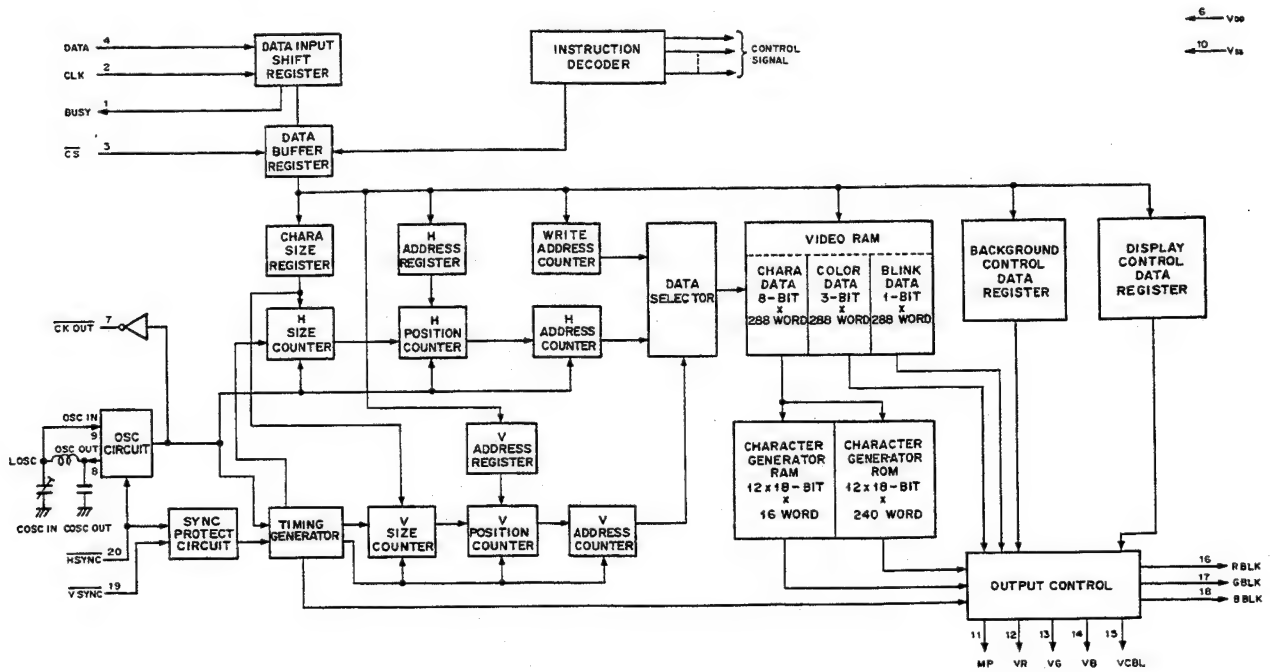 DATA 4
CLK 2
BUSY 1
CS 3
DATA INPUT
SHIFT
REGISTER
DATA
BUFFER
REGISTER
INSTRUCTION
DECODER
CONTROL
SIGNAL
6 VDD
10 VSS
CHARA
SIZE
REGISTER
H
ADDRESS
REGISTER
WRITE
ADDRESS
COUNTER
DATA
SELECTOR
VIDEO RAM
CHARA
DATA
8-BIT
x
288 WORD
COLOR
DATA
3-BIT
x
288 WORD
BLINK
DATA
1-BIT
x
288 WORD
BACKGROUND
CONTROL
DATA
REGISTER
DISPLAY
CONTROL
DATA
REGISTER
CK OUT 7
H
SIZE
COUNTER
H
POSITION
COUNTER
H
ADDRESS
COUNTER
OSC IN
9
OSC OUT
8
LOSC
OSC
CIRCUIT
COSC IN COSC OUT
V
ADDRESS
REGISTER
CHARACTER
GENERATOR
RAM
12x18-BIT
x
16 WORD
CHARACTER
GENERATOR
ROM
12x18-BIT
x
240 WORD
HSYNC 20
VSYNC 19
SYNC
PROTECT
CIRCUIT
TIMING
GENERATOR
V
SIZE
COUNTER
V
POSITION
COUNTER
V
ADDRESS
COUNTER
OUTPUT CONTROL
16 RBLK
17 GBLK
18 BBLK
11 12 13 14 15
MP VR VG VB VCBL